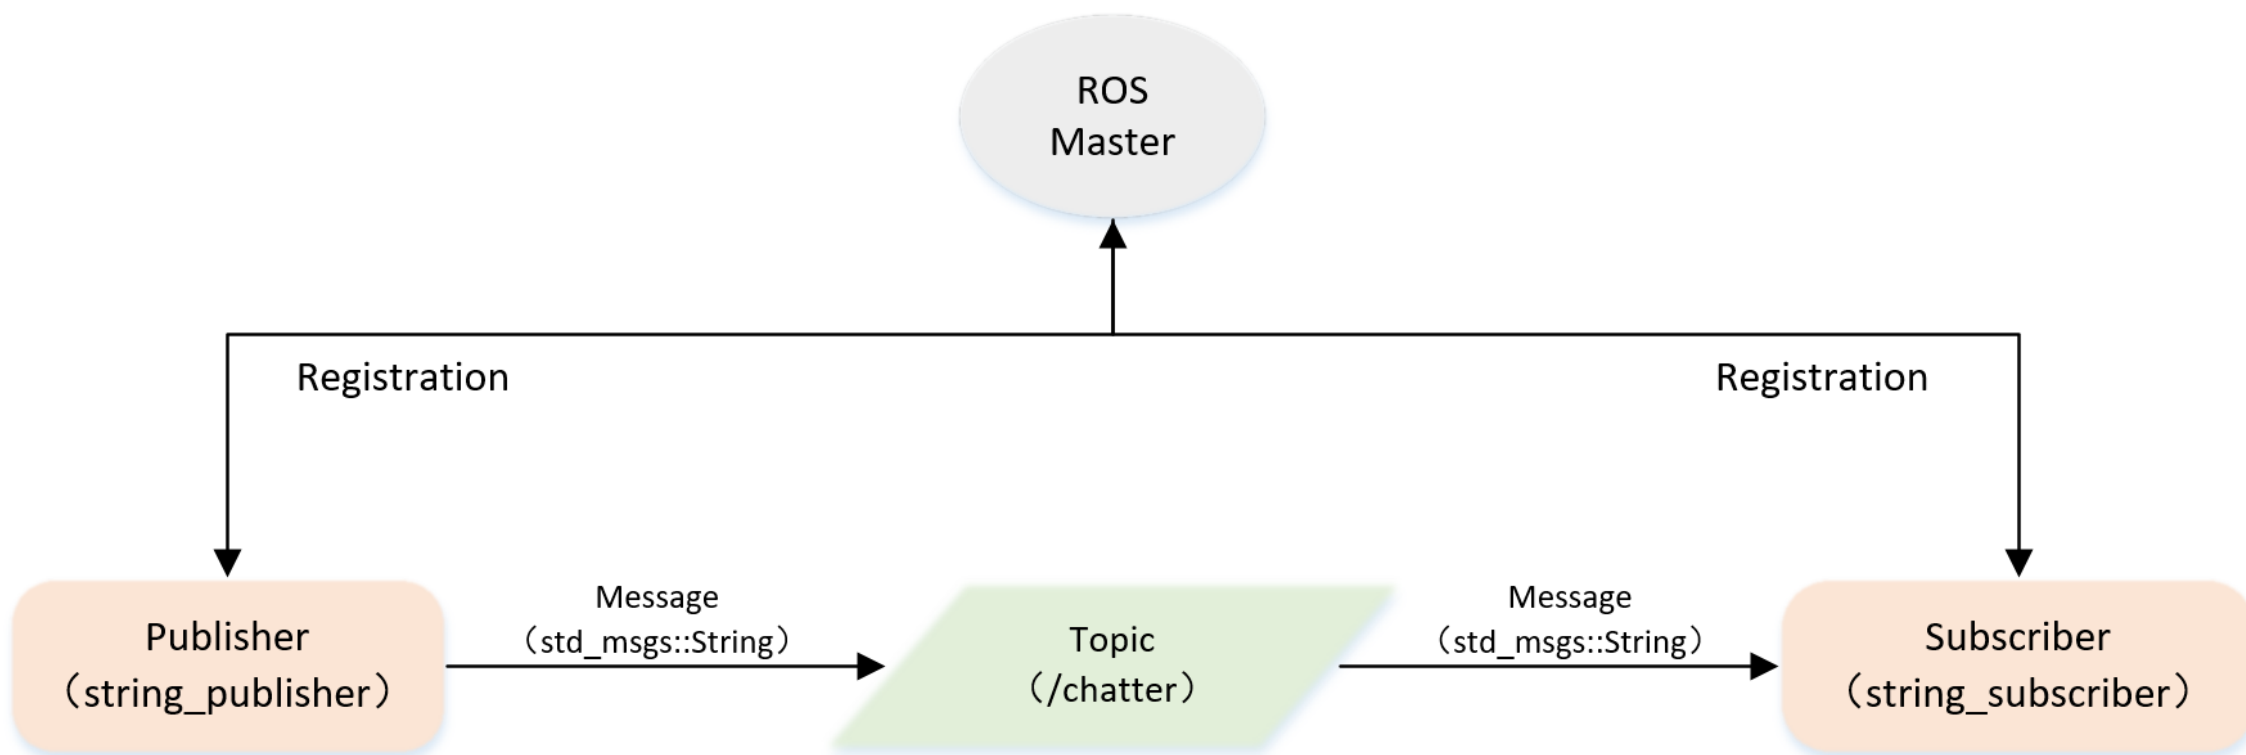 ROS
Master
Registration
Registration
Message
（std_msgs::String）
Message
（std_msgs::String）
Publisher
（string_publisher）
Topic
（/chatter）
Subscriber
（string_subscriber）